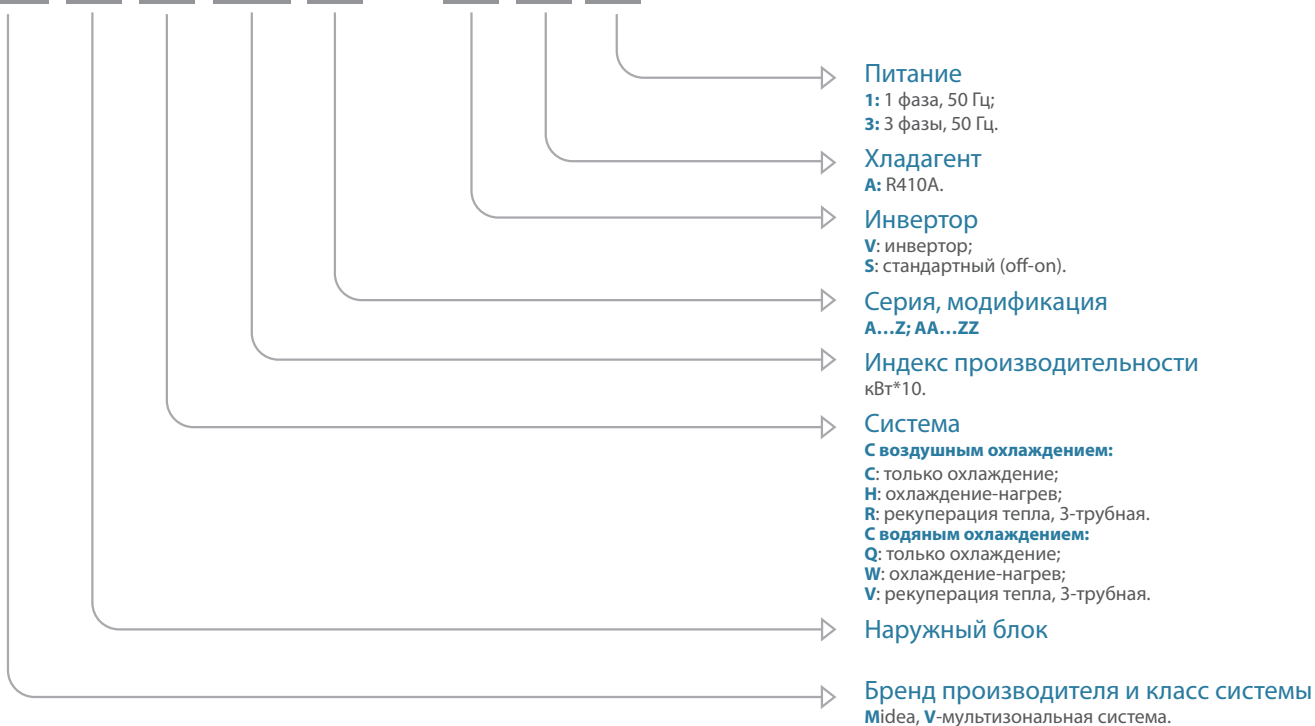 Питание
1: 1 фаза, 50 Гц;
3: 3 фазы, 50 Гц.
Хладагент
A: R410A.
Инвертор
V: инвертор;
S: стандартный (off-on).
Серия, модификация
A…Z; AA…ZZ
Индекс производительности
кВт*10.
Система
С воздушным охлаждением:
C: только охлаждение;
H: охлаждение-нагрев;
R: рекуперация тепла, 3-трубная.
С водяным охлаждением:
Q: только охлаждение;
W: охлаждение-нагрев;
V: рекуперация тепла, 3-трубная.
Наружный блок
Бренд производителя и класс системы
Midea, V-мультизональная система.